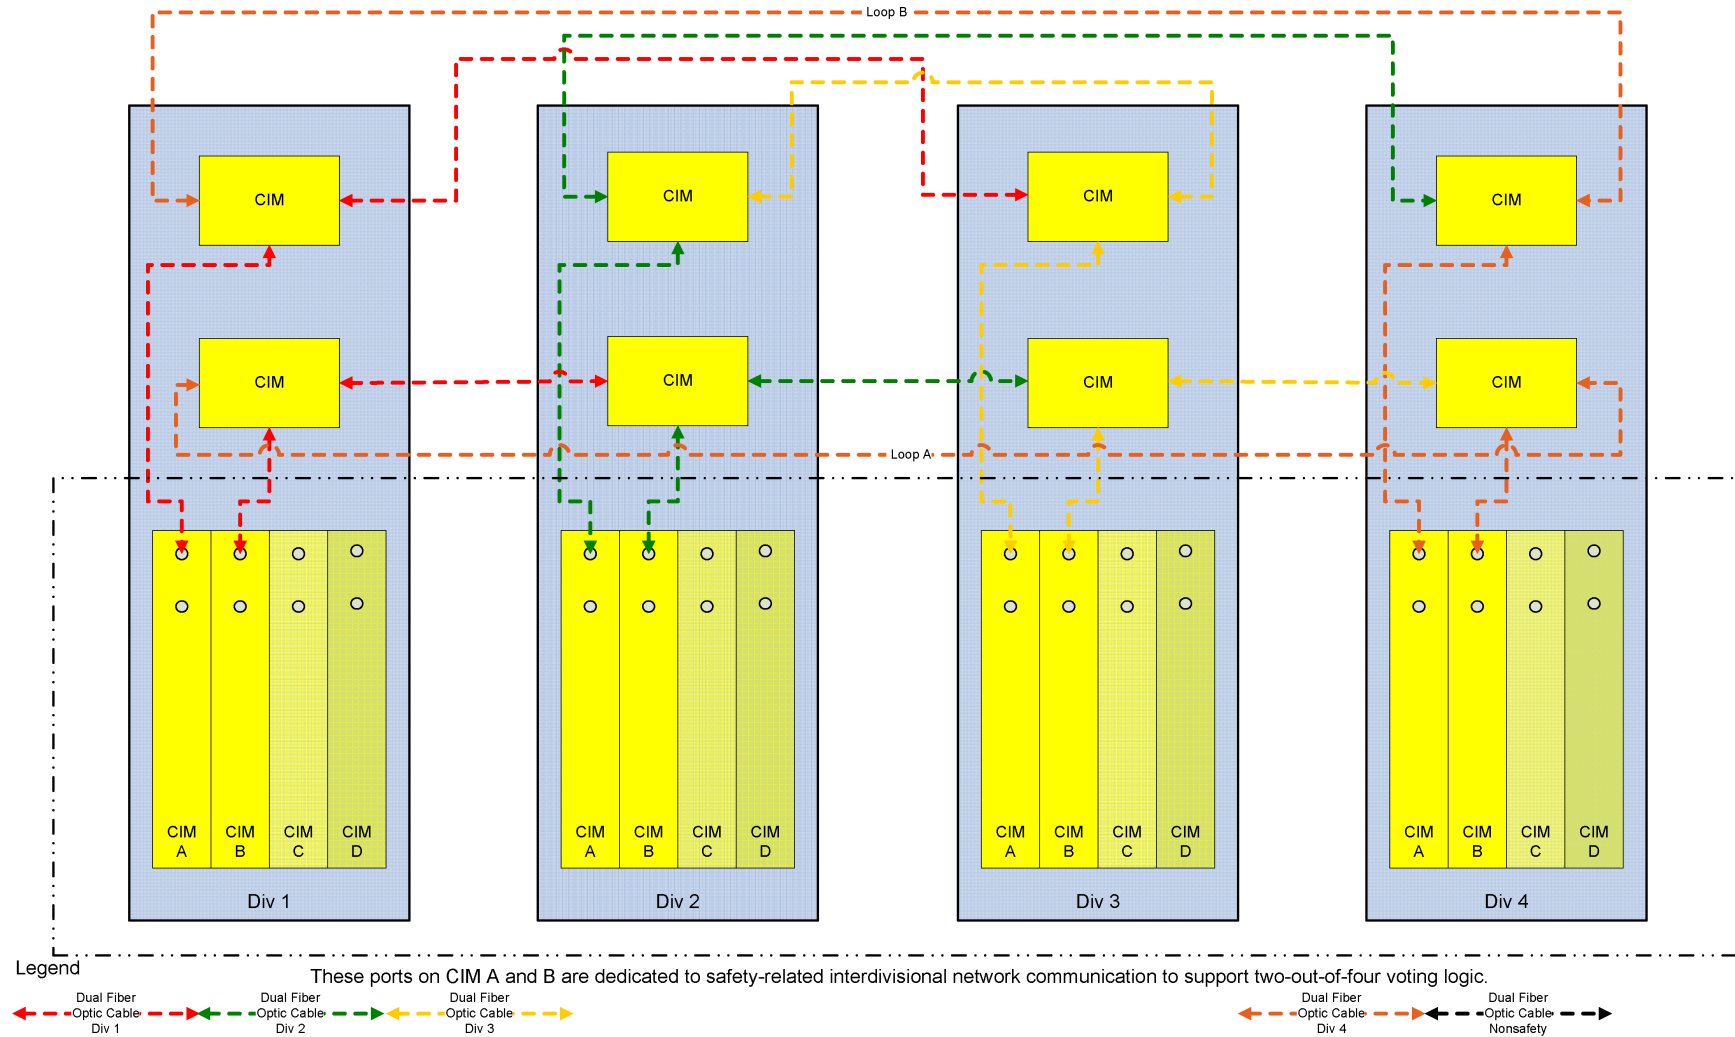 Loop B
CIM
CIM
CIM
CIM
CIM
CIM
CIM
CIM
Loop A
CIM
A
CIM
B
CIM
C
CIM
D
CIM
A
CIM
B
CIM
C
CIM
D
CIM
A
CIM
B
CIM
C
CIM
D
CIM
A
CIM
B
CIM
C
CIM
D
Div 1
Div 2
Div 3
Div 4
Legend
These ports on CIM A and B are dedicated to safety-related interdivisional network communication to support two-out-of-four voting logic.
Dual Fiber
Optic Cable
Div 1
Dual Fiber
Optic Cable
Div 2
Dual Fiber
Optic Cable
Div 3
Dual Fiber
Optic Cable
Div 4
Dual Fiber
Optic Cable
Nonsafety